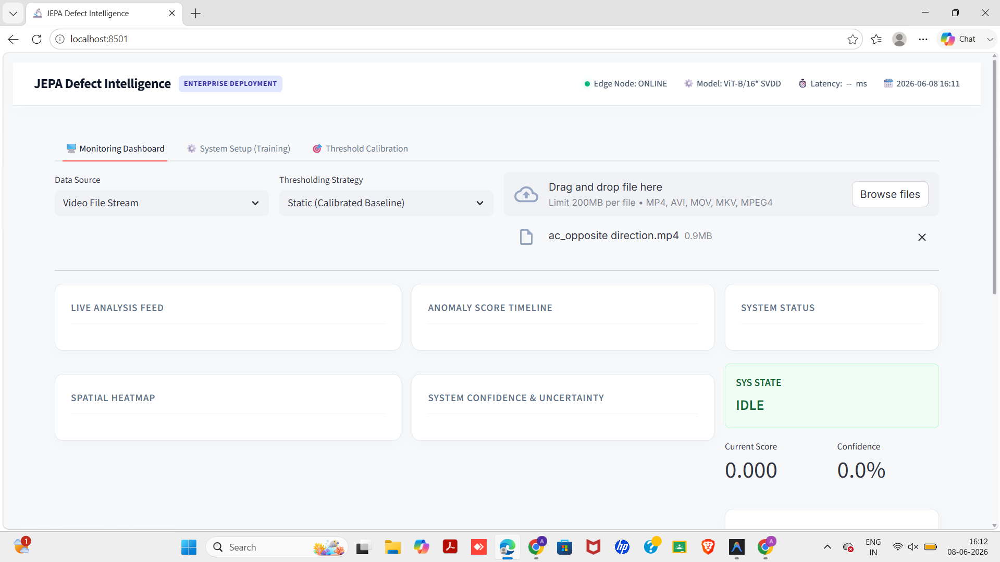 JEPA Defect Intelligence
localhost:8501
Chat
JEPA Defect Intelligence
ENTERPRISE DEPLOYMENT
Edge Node: ONLINE
Model: ViT-B/16* SVDD
Latency: -- ms
2026-06-08 16:11
Monitoring Dashboard
System Setup (Training)
Threshold Calibration
Data Source
Video File Stream
Thresholding Strategy
Static (Calibrated Baseline)
Drag and drop file here
Limit 200MB per file • MP4, AVI, MOV, MKV, MPEG4
Browse files
ac_opposite direction.mp4 0.9MB
LIVE ANALYSIS FEED
ANOMALY SCORE TIMELINE
SYSTEM STATUS
SPATIAL HEATMAP
SYSTEM CONFIDENCE & UNCERTAINTY
SYS STATE
IDLE
Current Score
0.000
Confidence
0.0%
1
Search
A
hp
?
A
ENG
IN
16:12
08-06-2026